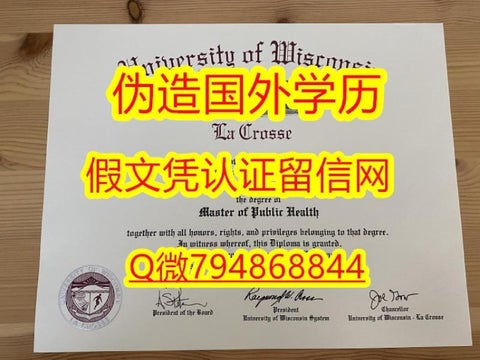 University of Wisconsin
伪造国外学历
La Crosse
假文凭认证留信网
the degree of
Master of Public Health
together with all honors, rights, and privileges belonging to that degree.
In witness whereof, this Diploma is granted.
Q微794868844
President of the Board
President
University of Wisconsin System
Chancellor
University of Wisconsin - La Crosse